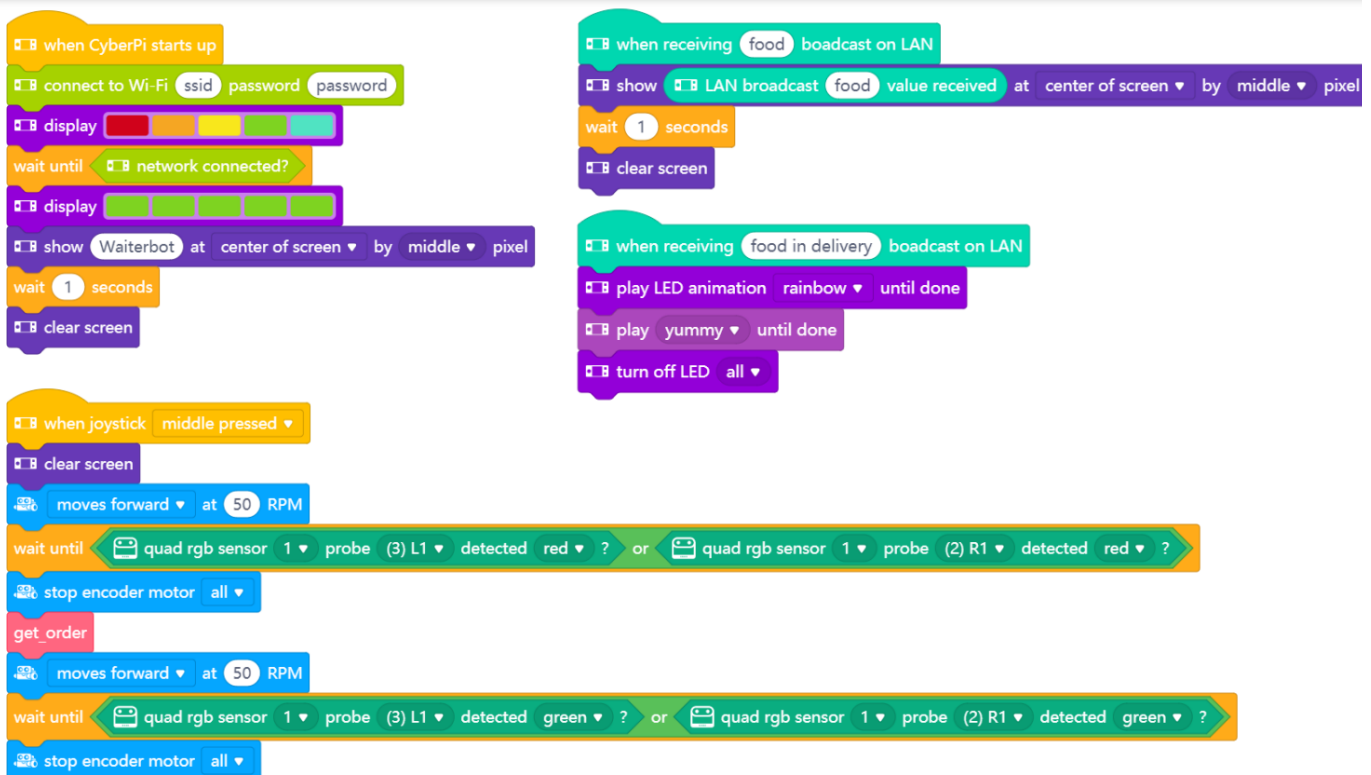 when CyberPi starts up
connect to Wi-Fi ssid password password
display
wait until network connected?
display
show Waiterbot at center of screen by middle pixel
wait 1 seconds
clear screen
when receiving food boadcast on LAN
show LAN broadcast food value received at center of screen by middle pixel
wait 1 seconds
clear screen
when receiving food in delivery boadcast on LAN
play LED animation rainbow until done
play yummy until done
turn off LED all
when joystick middle pressed
clear screen
moves forward at 50 RPM
wait until quad rgb sensor 1 probe (3) L1 detected red ? or quad rgb sensor 1 probe (2) R1 detected red ?
stop encoder motor all
get_order
moves forward at 50 RPM
wait until quad rgb sensor 1 probe (3) L1 detected green ? or quad rgb sensor 1 probe (2) R1 detected green ?
stop encoder motor all